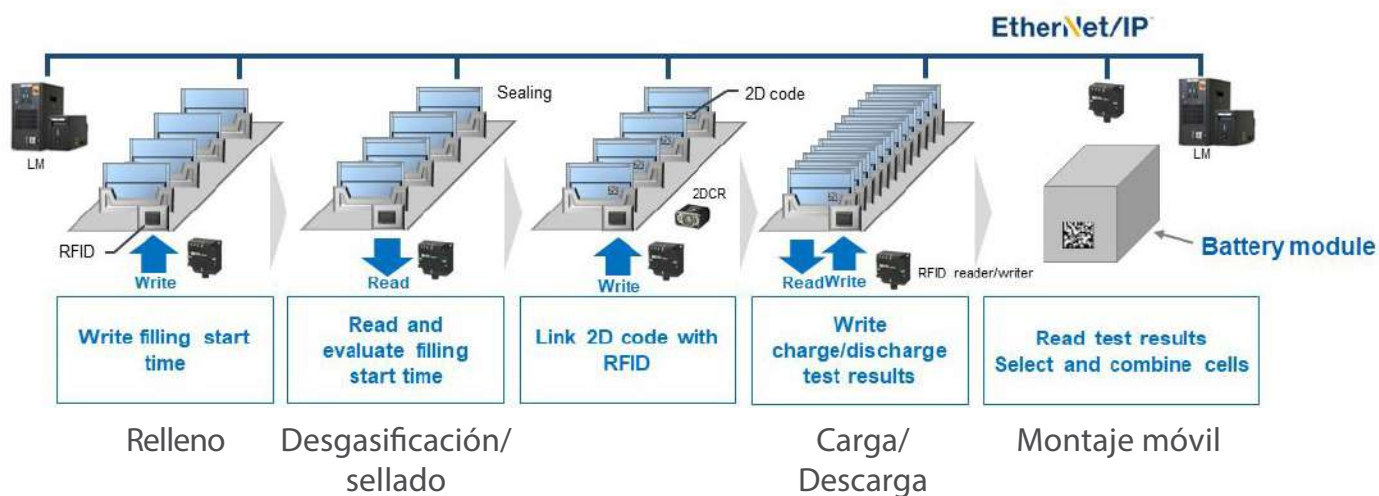 EtherNet/IP
LM
Sealing
2D code
LM
2DCR
RFID
RFID reader/writer
Write
Read
Write
Read Write
Battery module
Write filling start
time
Read and
evaluate filling
start time
Link 2D code with
RFID
Write
charge/discharge
test results
Read test results
Select and combine cells
Relleno
Desgasificación/
sellado
Carga/
Descarga
Montaje móvil